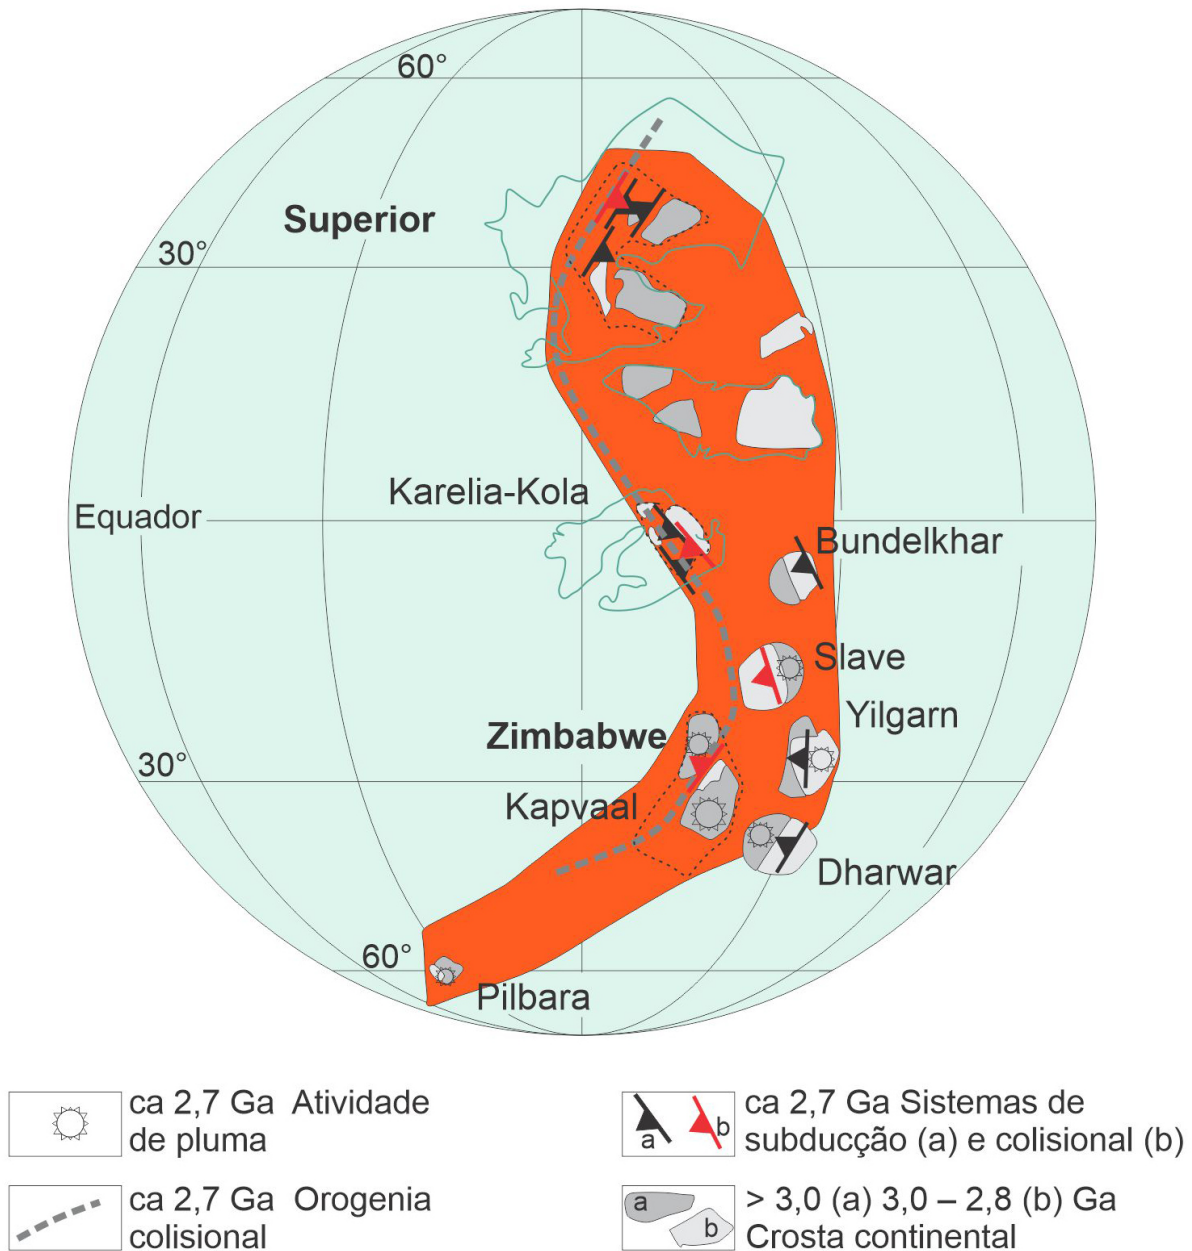 60°
Superior
30°
Karelia-Kola
Equador
Bundelkhar
Slave
Yilgarn
Zimbabwe
30°
Kapvaal
Dharwar
60°
Pilbara
ca 2,7 Ga Atividade
de pluma
ca 2,7 Ga Orogenia
colisional
a b
ca 2,7 Ga Sistemas de
subducção (a) e colisional (b)
a b
> 3,0 (a) 3,0 – 2,8 (b) Ga
Crosta continental